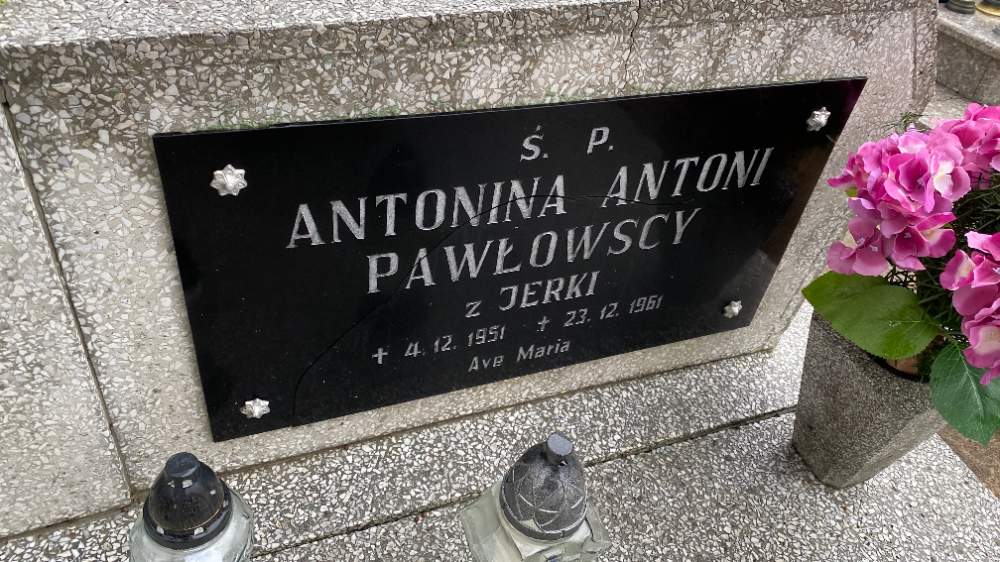 Ś. P.
ANTONINA ANTONI
PAWŁOWSCY
z JERKI
+ 4.12.1951 + 23.12.1961
Ave Maria